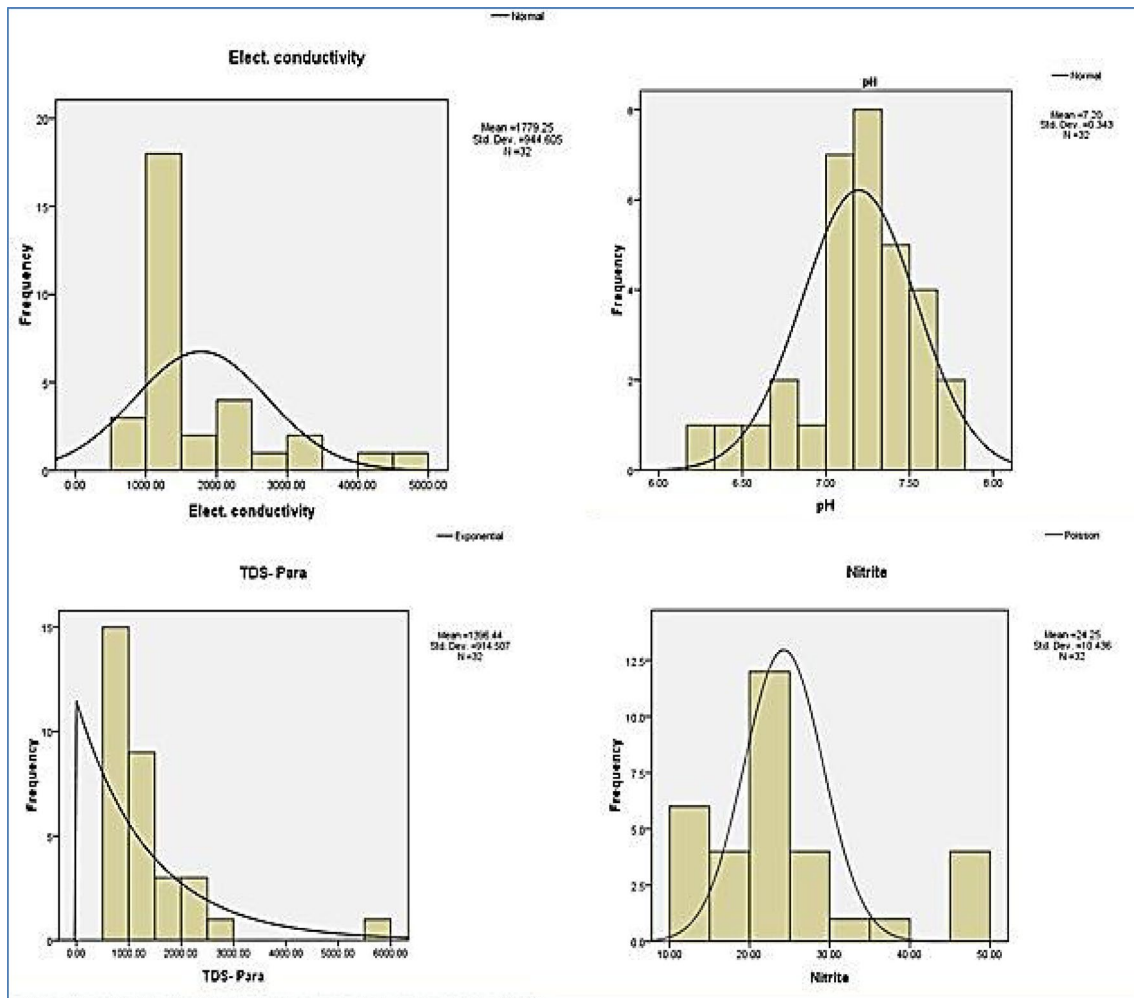 Normal
Elect. conductivity
Mean =1779.25
Std. Dev. =944.605
N =32
20
15
10
5
0
Frequency
0.00 1000.00 2000.00 3000.00 4000.00 5000.00
Elect. conductivity
Normal
pH
Mean =7.20
Std. Dev. =0.343
N =32
8
6
4
2
0
Frequency
6.00 6.50 7.00 7.50 8.00
pH
Exponential
TDS- Para
Mean =1396.44
Std. Dev. =914.507
N =32
15
10
5
0
Frequency
0.00 1000.00 2000.00 3000.00 4000.00 5000.00 6000.00
TDS- Para
Poisson
Nitrite
Mean =24.25
Std. Dev. =10.436
N =32
12.5
10.0
7.5
5.0
2.5
0.0
Frequency
10.00 20.00 30.00 40.00 50.00
Nitrite